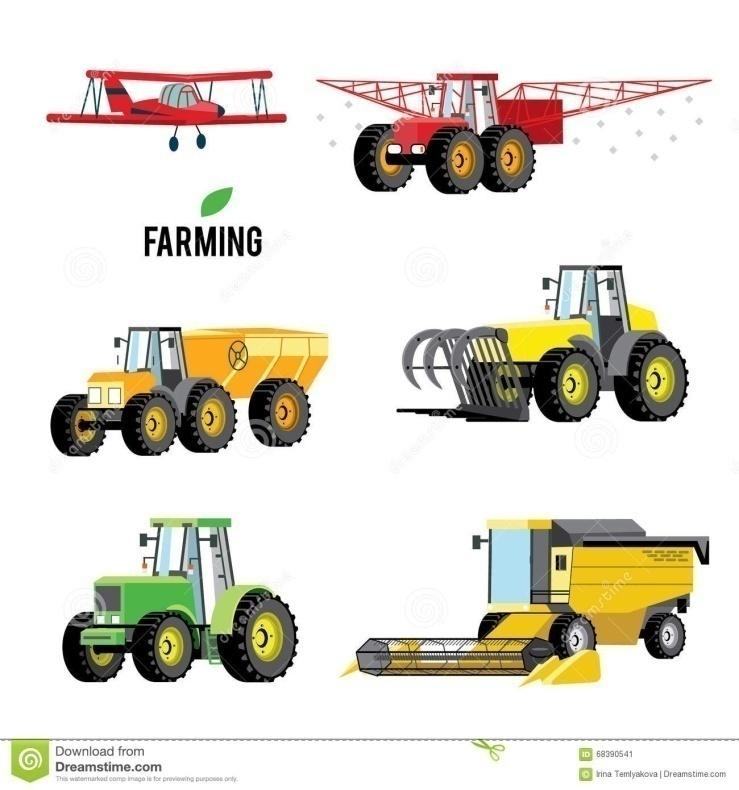 FARMING
Download from
Dreamstime.com
This watermarked comp image is for previewing purposes only.
ID 68390541
© Irina Temlyakova | Dreamstime.com